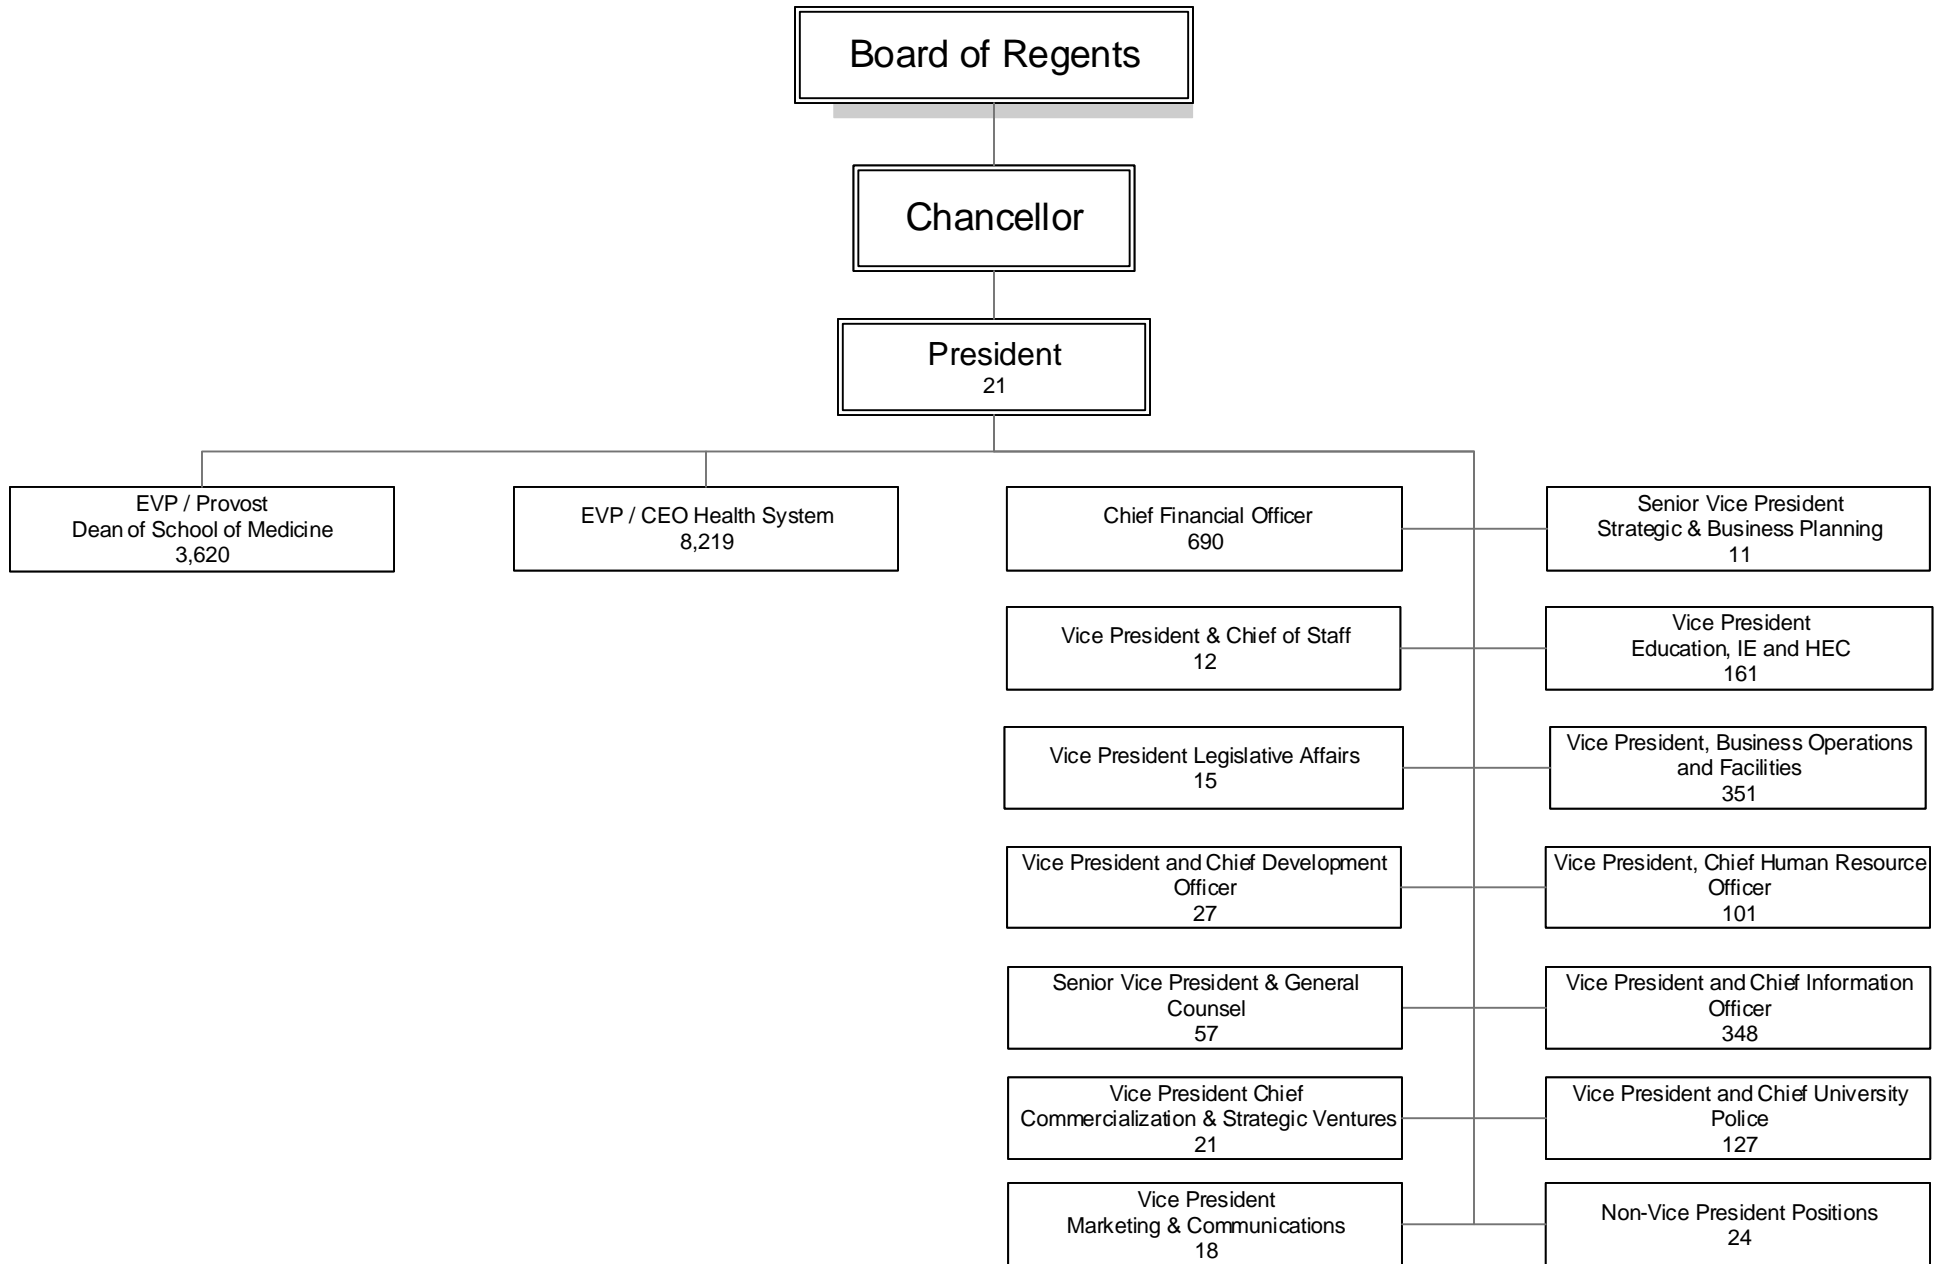 Board of Regents
Chancellor
President
21
EVP / Provost
Dean of School of Medicine
3,620
EVP / CEO Health System
8,219
Chief Financial Officer
690
Senior Vice President
Strategic & Business Planning
11
Vice President & Chief of Staff
12
Vice President
Education, IE and HEC
161
Vice President Legislative Affairs
15
Vice President, Business Operations
and Facilities
351
Vice President and Chief Development
Officer
27
Vice President, Chief Human Resource
Officer
101
Senior Vice President & General
Counsel
57
Vice President and Chief Information
Officer
348
Vice President Chief
Commercialization & Strategic Ventures
21
Vice President and Chief University
Police
127
Vice President
Marketing & Communications
18
Non-Vice President Positions
24